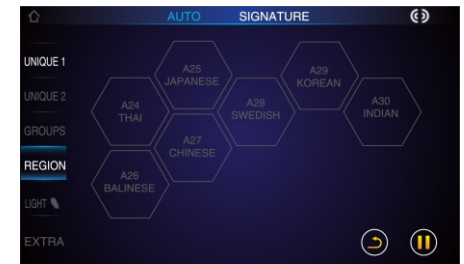 AUTO SIGNATURE
UNIQUE 1
UNIQUE 2
GROUPS
REGION
LIGHT
EXTRA
A24
THAI
A25
JAPANESE
A26
BALINESE
A27
CHINESE
A28
SWEDISH
A29
KOREAN
A30
INDIAN